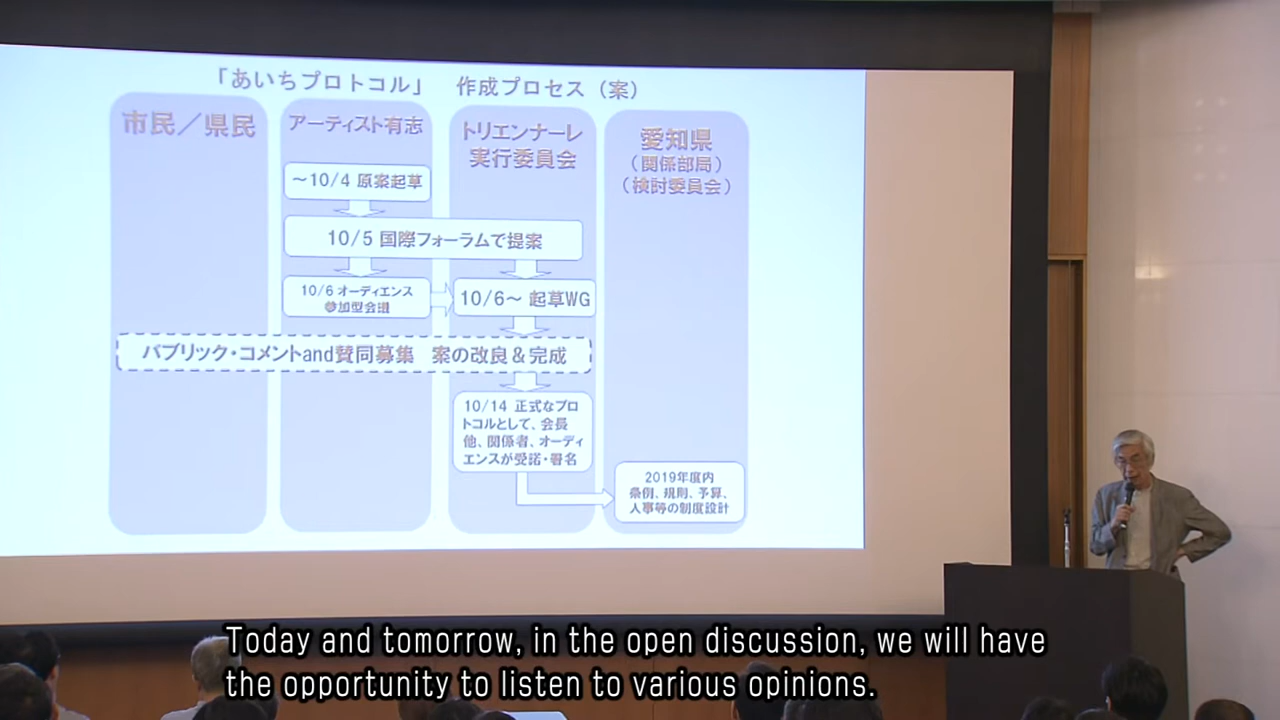 「あいちプロトコル」 作成プロセス（案）
市民／県民
アーティスト有志
トリエンナーレ
実行委員会
愛知県
（関係部局）
（検討委員会）
～10/4 原案起草
10/5 国際フォーラムで提案
10/6 オーディエンス
参加型会議
10/6～ 起草WG
パブリック・コメントand賛同募集 案の改良＆完成
10/14 正式なプロ
トコルとして、会長
他、関係者、オーディ
エンスが受諾・署名
2019年度内
条例、規則、予算、
人事等の制度設計
Today and tomorrow, in the open discussion, we will have
the opportunity to listen to various opinions.